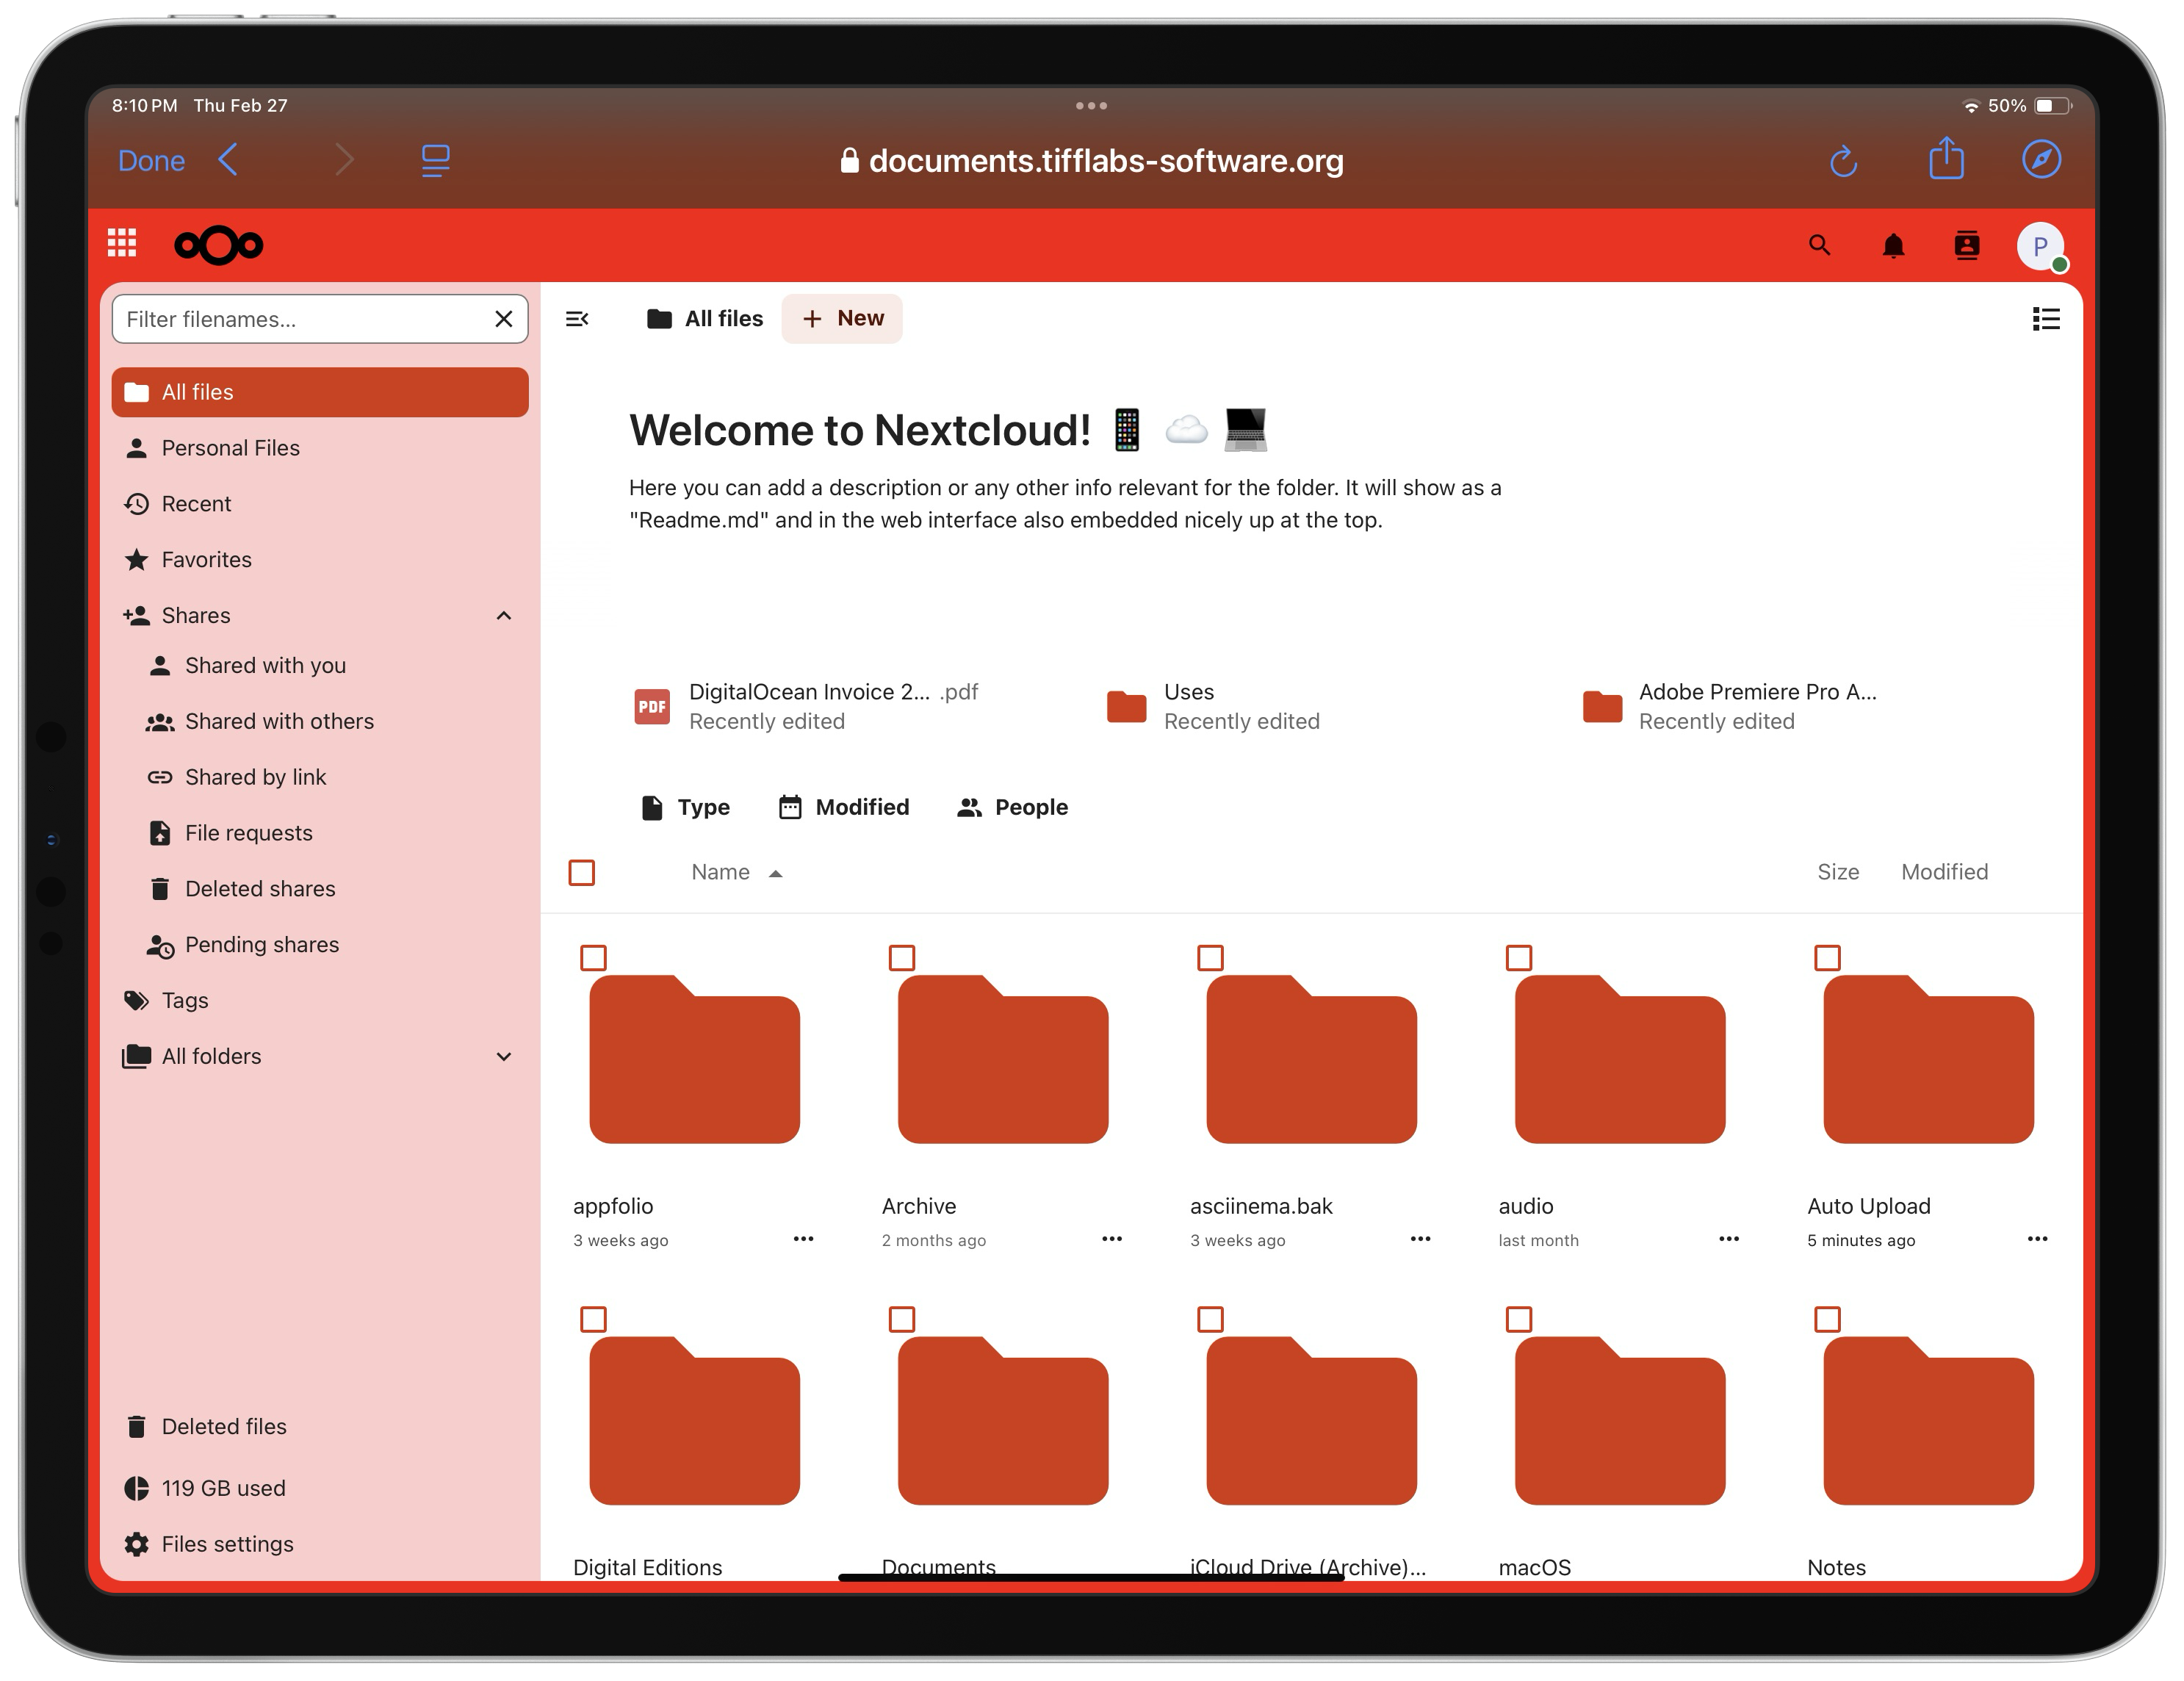 8:10 PM Thu Feb 27
50%
Done
documents.tifflabs-software.org
P
Filter filenames...
All files
Personal Files
Recent
Favorites
Shares
Shared with you
Shared with others
Shared by link
File requests
Deleted shares
Pending shares
Tags
All folders
Deleted files
119 GB used
Files settings
All files
New
Welcome to Nextcloud!
Here you can add a description or any other info relevant for the folder. It will show as a
"Readme.md" and in the web interface also embedded nicely up at the top.
PDF
DigitalOcean Invoice 2... .pdf
Recently edited
Uses
Recently edited
Adobe Premiere Pro A...
Recently edited
Type Modified People
Name Size Modified
appfolio
3 weeks ago
Archive
2 months ago
asciinema.bak
3 weeks ago
audio
last month
Auto Upload
5 minutes ago
Digital Editions
Documents
iCloud Drive (Archive)...
macOS
Notes